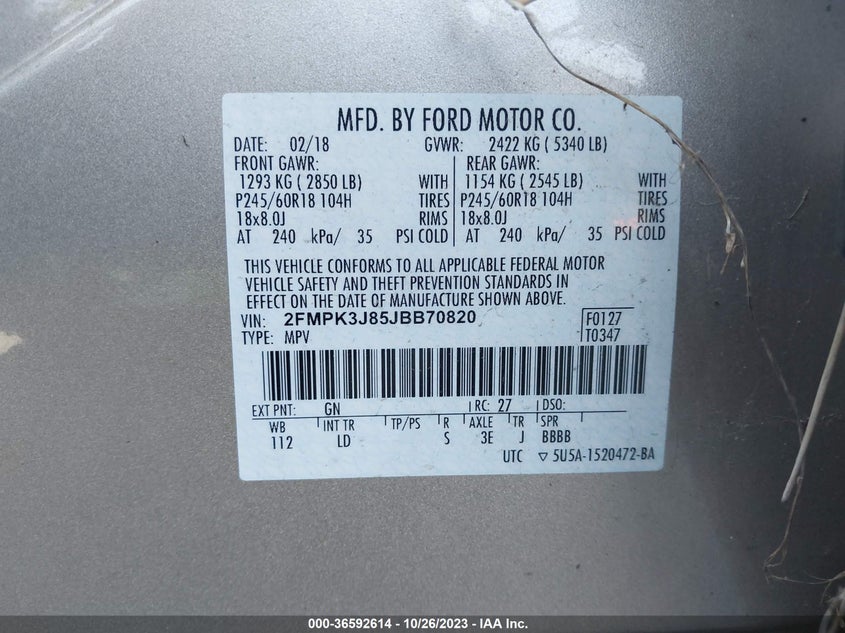 MFD. BY FORD MOTOR CO.
DATE: 02/18 GVWR: 2422 KG ( 5340 LB)
FRONT GAWR: REAR GAWR:
1293 KG ( 2850 LB) WITH 1154 KG ( 2545 LB) WITH
P245/60R18 104H TIRES P245/60R18 104H TIRES
18x8.0J RIMS 18x8.0J RIMS
AT 240 kPa/ 35 PSI COLD AT 240 kPa/ 35 PSI COLD
THIS VEHICLE CONFORMS TO ALL APPLICABLE FEDERAL MOTOR
VEHICLE SAFETY AND THEFT PREVENTION STANDARDS IN
EFFECT ON THE DATE OF MANUFACTURE SHOWN ABOVE.
VIN: 2FMPK3J85JBB70820 F0127
TYPE: MPV T0347
EXT PNT: GN RC: 27 DSO:
WB INT TR TP/PS R AXLE TR SPR
112 LD S 3E J BBBB
UTC ▽ 5U5A-1520472-BA
000-36592614 - 10/26/2023 - IAA Inc.